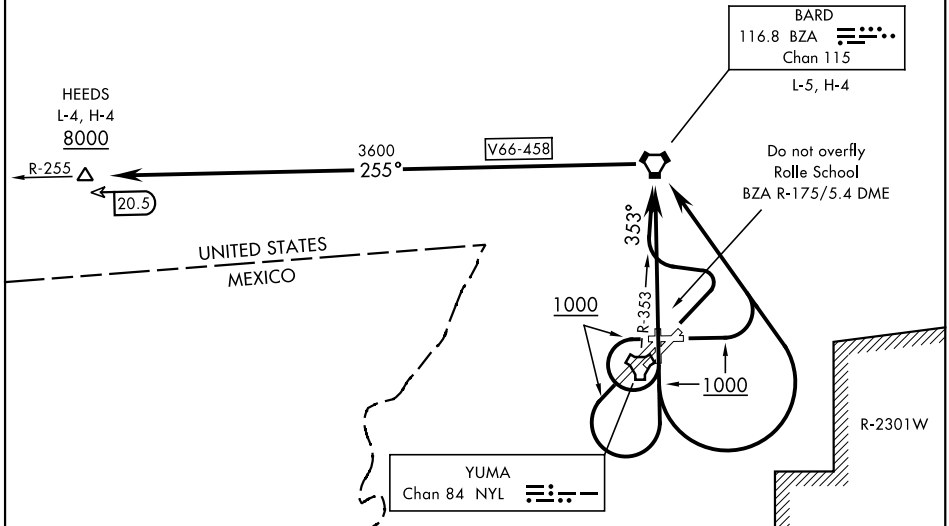 BARD
116.8 BZA
Chan 115
L-5, H-4
HEEDS
L-4, H-4
8000
R-255
20.5
3600
255°
V66-458
Do not overfly
Rolle School
BZA R-175/5.4 DME
353°
R-353
UNITED STATES
MEXICO
1000
1000
R-2301W
YUMA
Chan 84 NYL